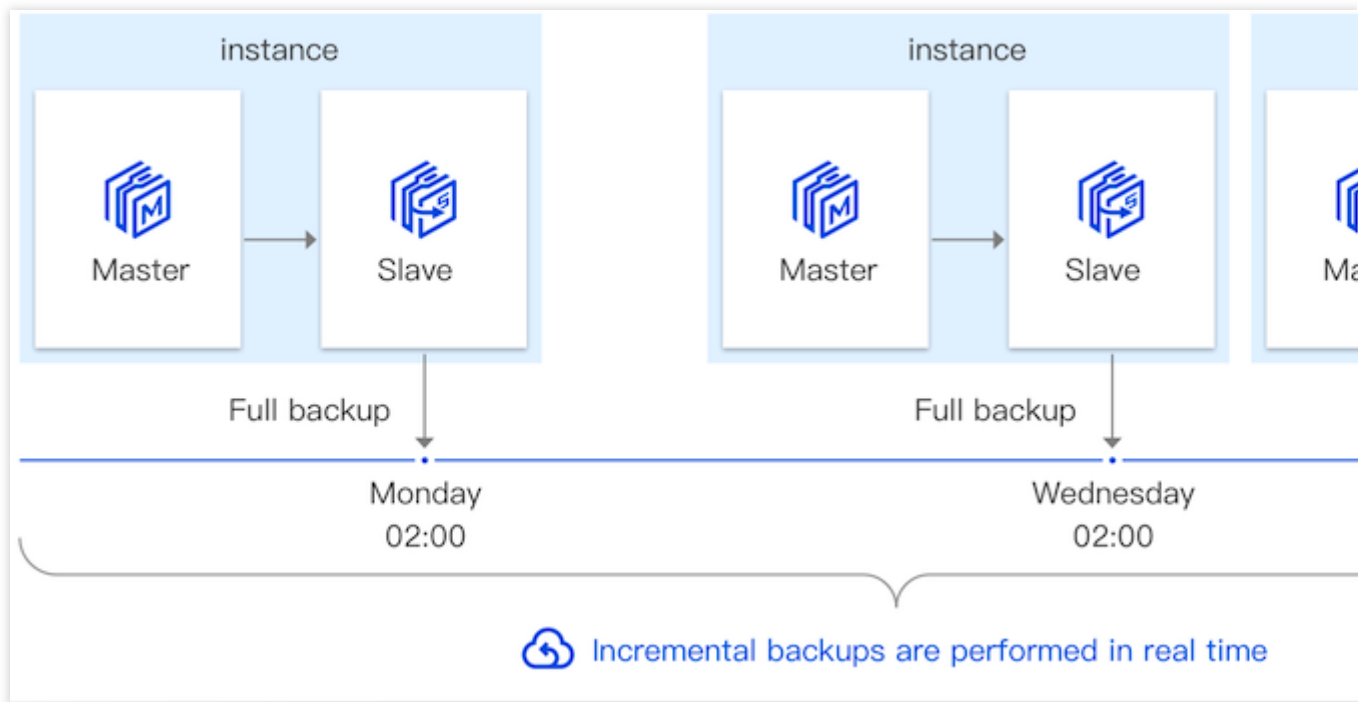 instance
instance
M
S
M
S
Master
Slave
Master
Slave
Full backup
Full backup
Monday
Wednesday
02:00
02:00
Incremental backups are performed in real time